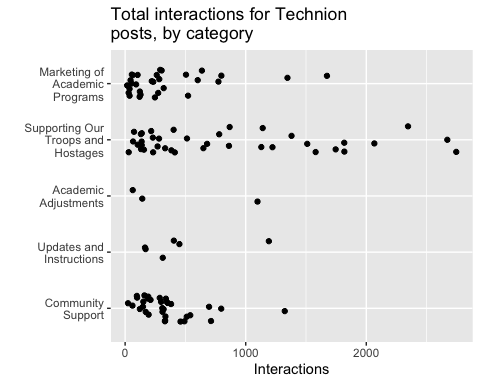 Total interactions for Technion
posts, by category
Marketing of
Academic
Programs
Supporting Our
Troops and
Hostages
Academic
Adjustments
Updates and
Instructions
Community
Support
0
1000
2000
Interactions